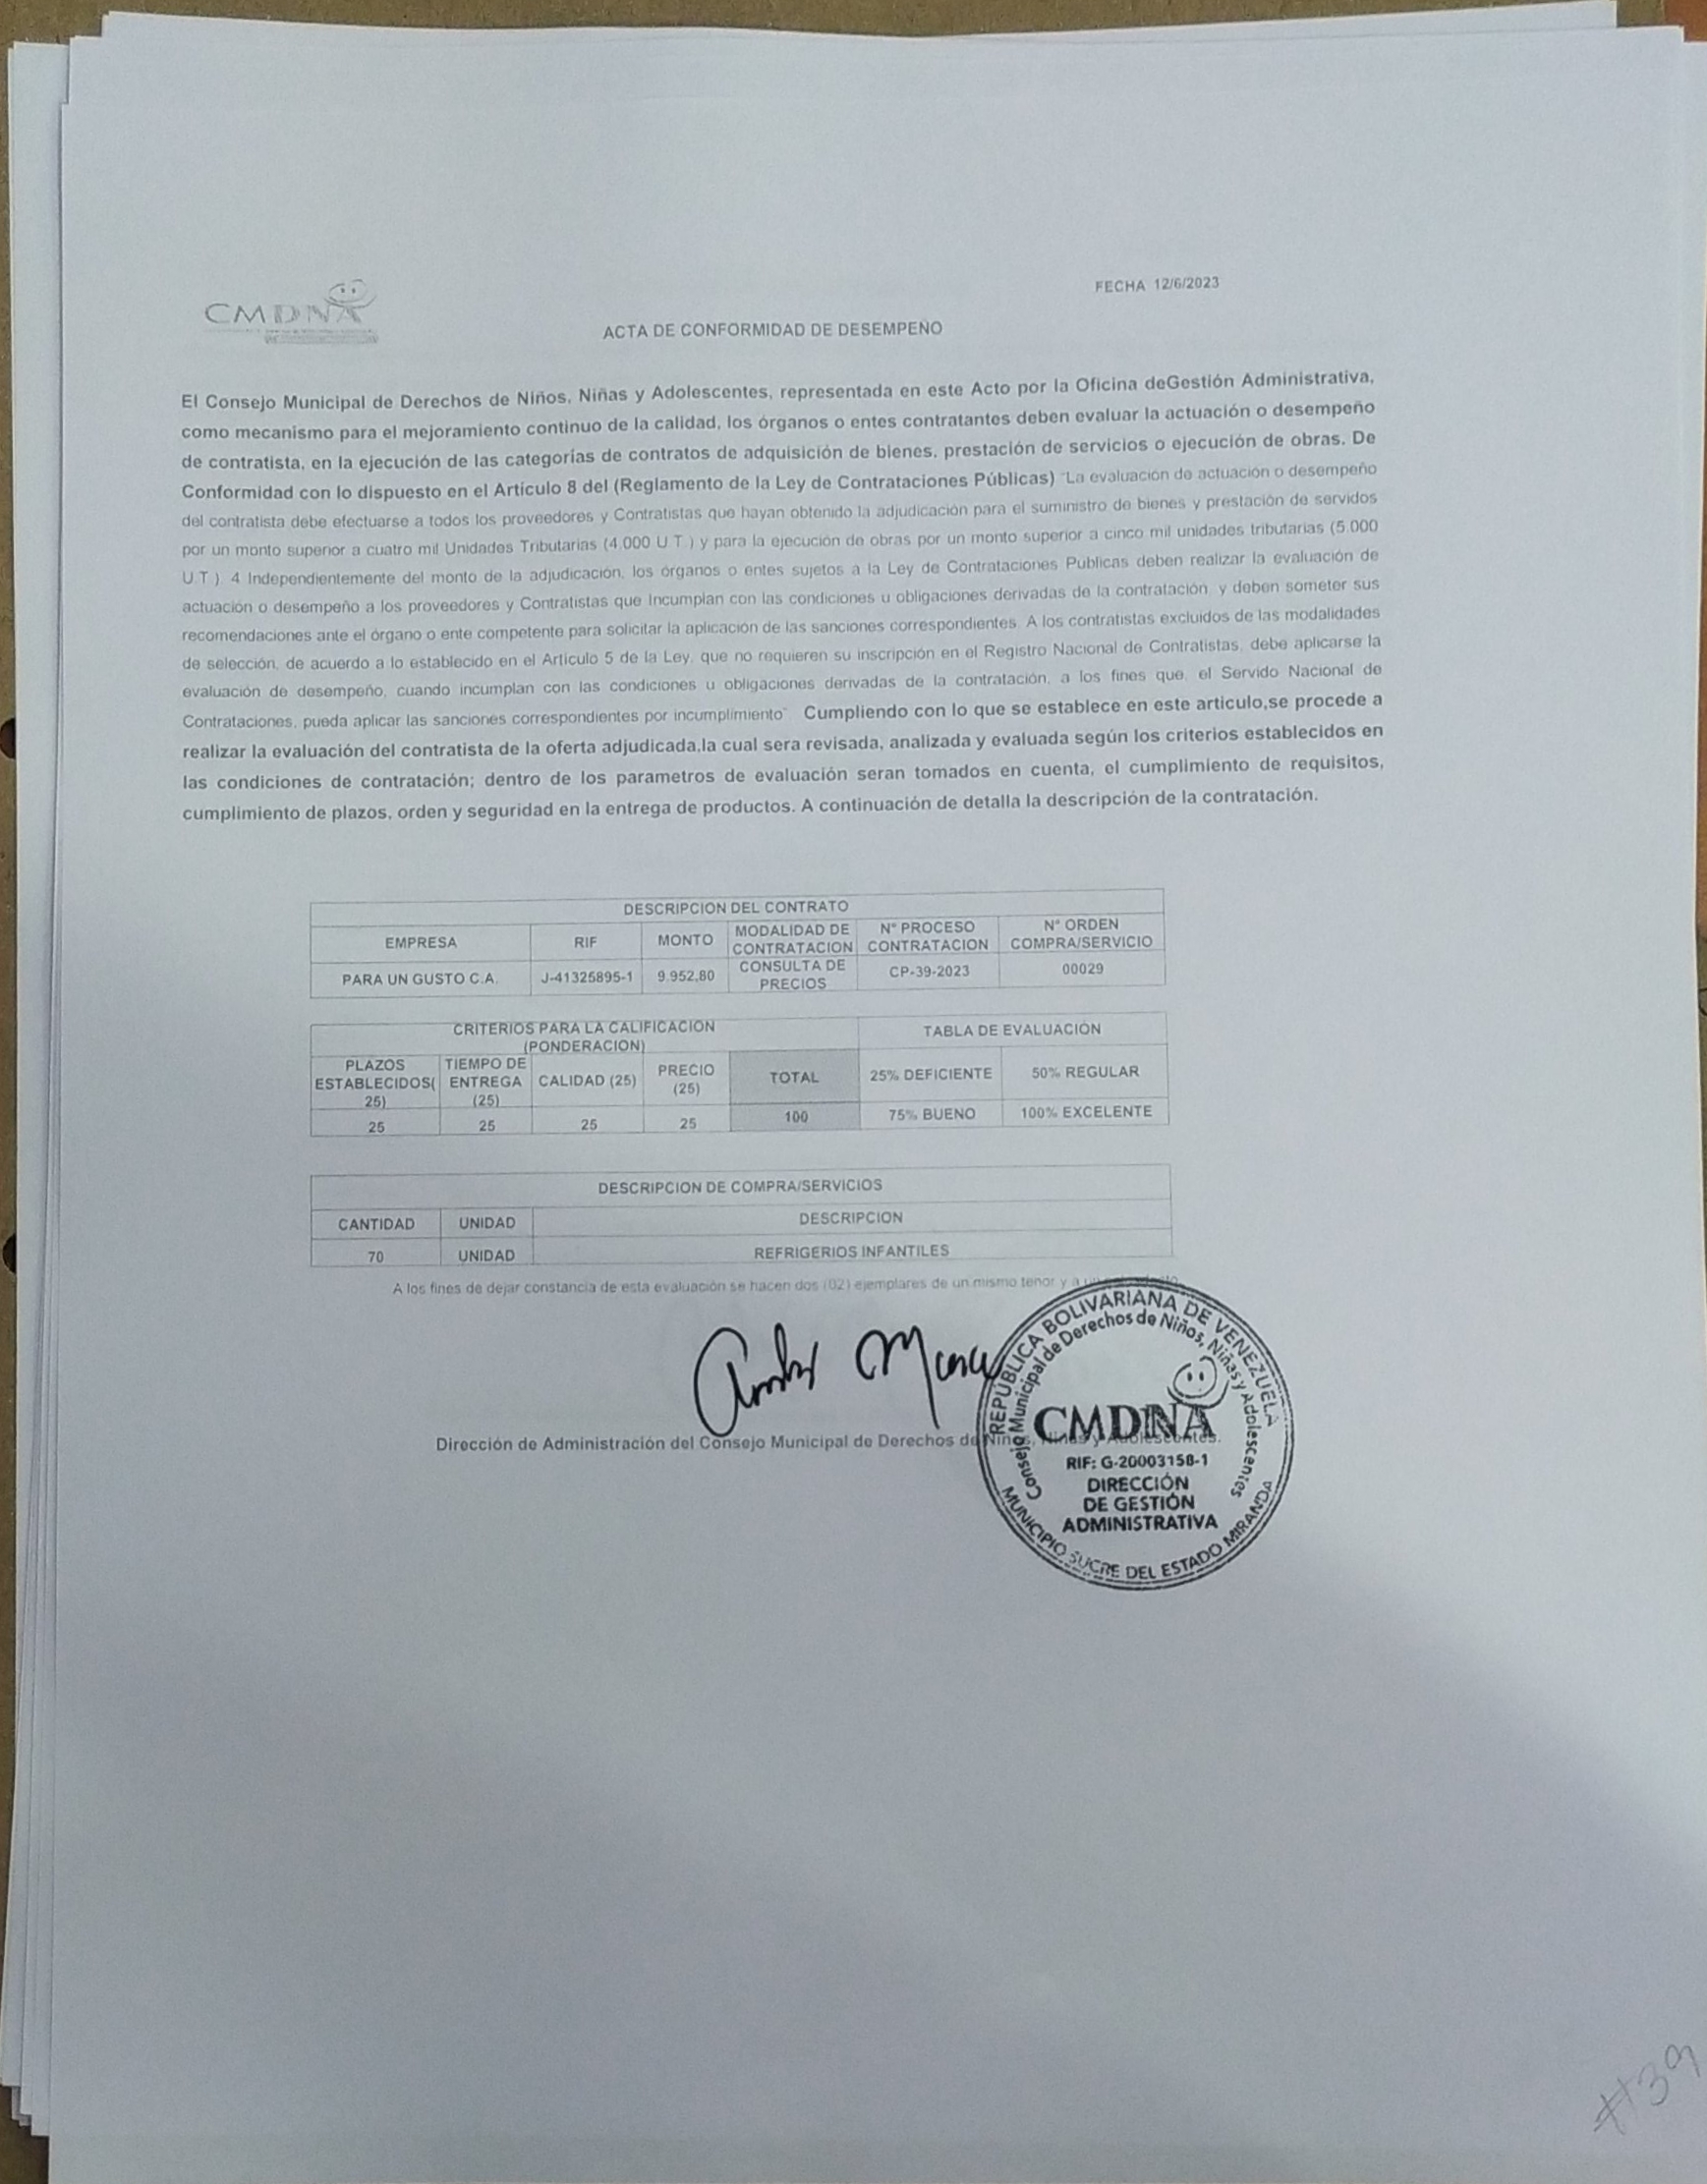 FECHA 12/6/2023
CMDNA
ACTA DE CONFORMIDAD DE DESEMPEÑO
El Consejo Municipal de Derechos de Niños, Niñas y Adolescentes, representada en este Acto por la Oficina deGestión Administrativa,
como mecanismo para el mejoramiento continuo de la calidad, los órganos o entes contratantes deben evaluar la actuación o desempeño
de contratista, en la ejecución de las categorías de contratos de adquisición de bienes, prestación de servicios o ejecución de obras. De
Conformidad con lo dispuesto en el Artículo 8 del (Reglamento de la Ley de Contrataciones Públicas) "La evaluación de actuación o desempeño
del contratista debe efectuarse a todos los proveedores y Contratistas que hayan obtenido la adjudicación para el suministro de bienes y prestación de servidos
por un monto superior a cuatro mil Unidades Tributarias (4.000 U.T.) y para la ejecución de obras por un monto superior a cinco mil unidades tributarias (5.000
U.T.). 4 Independientemente del monto de la adjudicación, los órganos o entes sujetos a la Ley de Contrataciones Publicas deben realizar la evaluación de
actuación o desempeño a los proveedores y Contratistas que Incumplan con las condiciones u obligaciones derivadas de la contratación, y deben someter sus
recomendaciones ante el órgano o ente competente para solicitar la aplicación de las sanciones correspondientes. A los contratistas excluidos de las modalidades
de selección, de acuerdo a lo establecido en el Artículo 5 de la Ley, que no requieren su inscripción en el Registro Nacional de Contratistas, debe aplicarse la
evaluación de desempeño, cuando incumplan con las condiciones u obligaciones derivadas de la contratación, a los fines que, el Servido Nacional de
Contrataciones, pueda aplicar las sanciones correspondientes por incumplimiento" Cumpliendo con lo que se establece en este articulo,se procede a
realizar la evaluación del contratista de la oferta adjudicada,la cual sera revisada, analizada y evaluada según los criterios establecidos en
las condiciones de contratación; dentro de los parametros de evaluación seran tomados en cuenta, el cumplimiento de requisitos,
cumplimiento de plazos, orden y seguridad en la entrega de productos. A continuación de detalla la descripción de la contratación.
DESCRIPCION DEL CONTRATO
EMPRESA RIF MONTO MODALIDAD DE CONTRATACION N° PROCESO CONTRATACION N° ORDEN COMPRA/SERVICIO
PARA UN GUSTO C.A. J-41325895-1 9.952,80 CONSULTA DE PRECIOS CP-39-2023 00029
CRITERIOS PARA LA CALIFICACION (PONDERACION) TABLA DE EVALUACIÓN
PLAZOS ESTABLECIDOS( 25) TIEMPO DE ENTREGA (25) CALIDAD (25) PRECIO (25) TOTAL 25% DEFICIENTE 50% REGULAR
25 25 25 25 100 75% BUENO 100% EXCELENTE
DESCRIPCION DE COMPRA/SERVICIOS
CANTIDAD UNIDAD DESCRIPCION
70 UNIDAD REFRIGERIOS INFANTILES
A los fines de dejar constancia de esta evaluación se hacen dos (02) ejemplares de un mismo tenor y a
Dirección de Administración del Consejo Municipal de Derechos de Niños, Niñas y Adolescentes.
REPÚBLICA BOLIVARIANA DE VENEZUELA
Consejo Municipal de Derechos de Niños, Niñas y Adolescentes
CMDNA
RIF: G-20003158-1
DIRECCIÓN
DE GESTIÓN
ADMINISTRATIVA
MUNICIPIO SUCRE DEL ESTADO MIRANDA
#39